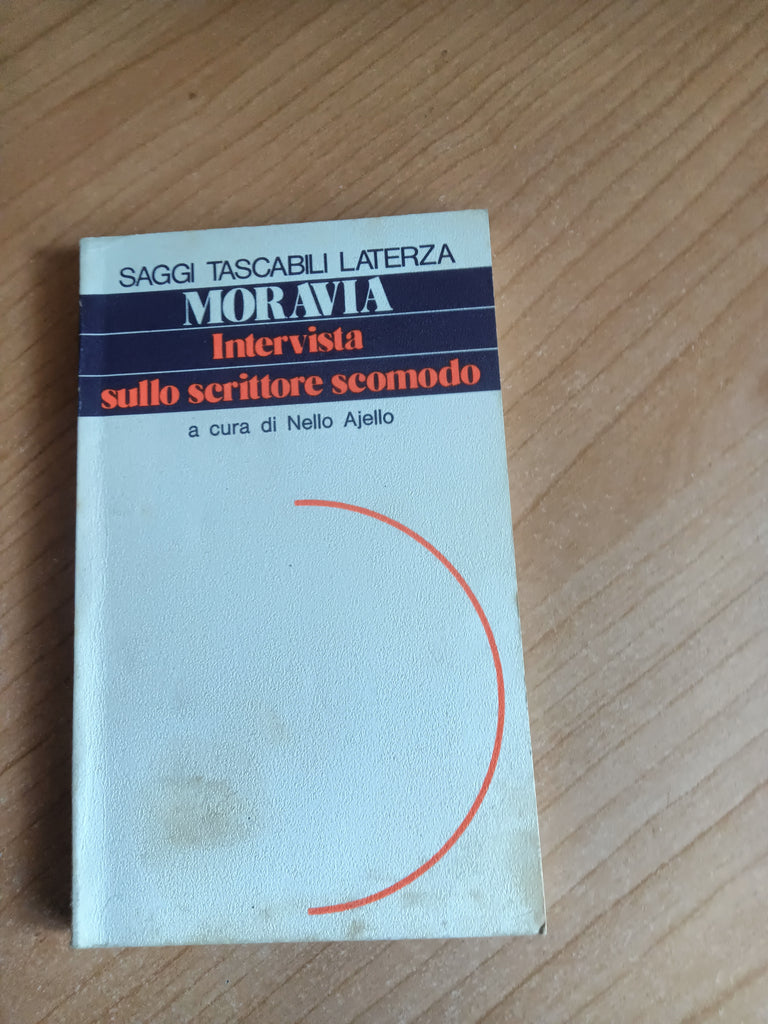 SAGGI TASCABILI LATERZA
MORAVIA
Intervista
sullo scrittore scomodo
a cura di Nello Ajello